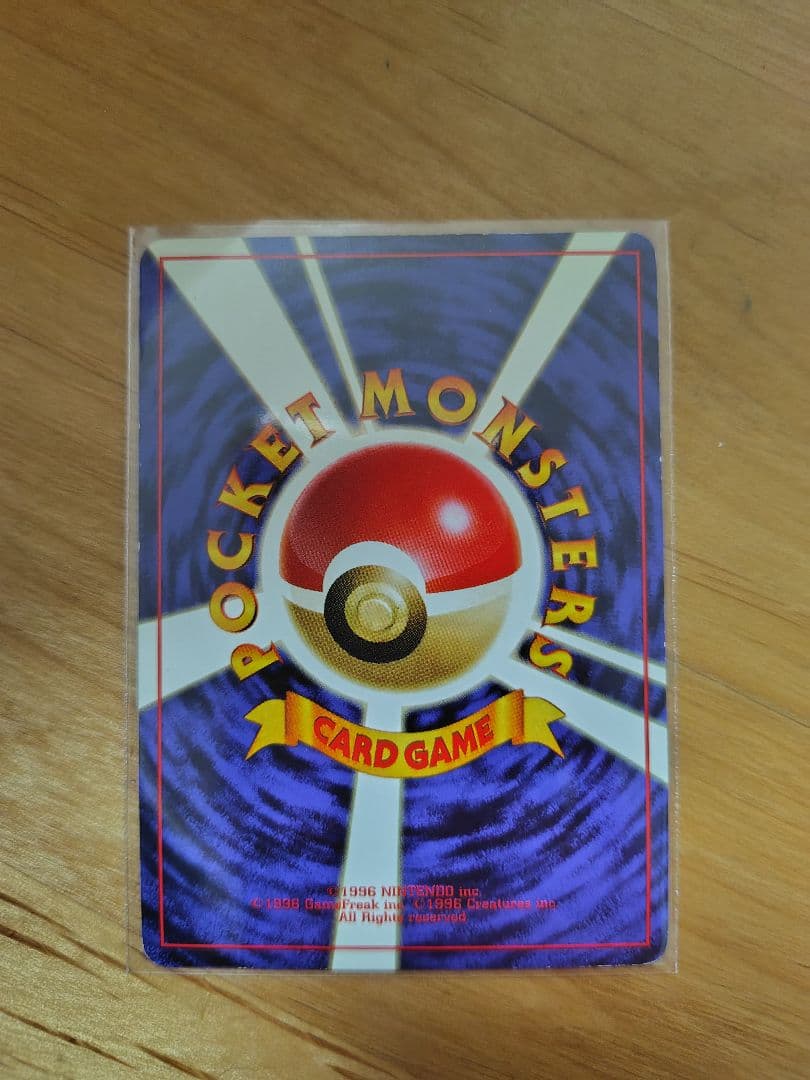 POCKET MONSTERS
CARD GAME
©1996 NINTENDO inc.
©1996 GameFreak inc. ©1996 Creatures inc.
All Rights reserved